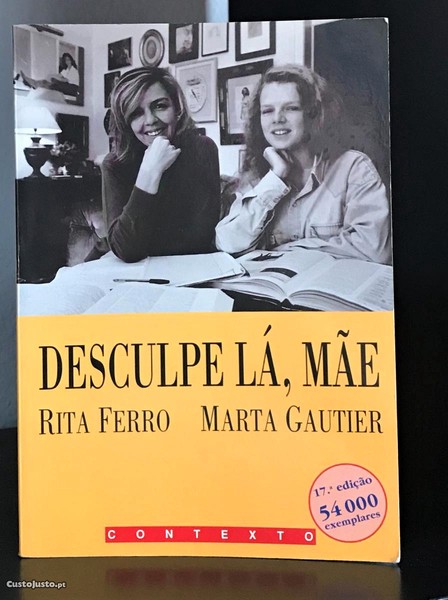 DESCULPE LÁ, MÃE
RITA FERRO MARTA GAUTIER
17.ª edição
54 000
exemplares
CONTEXTO
CustoJusto.pt